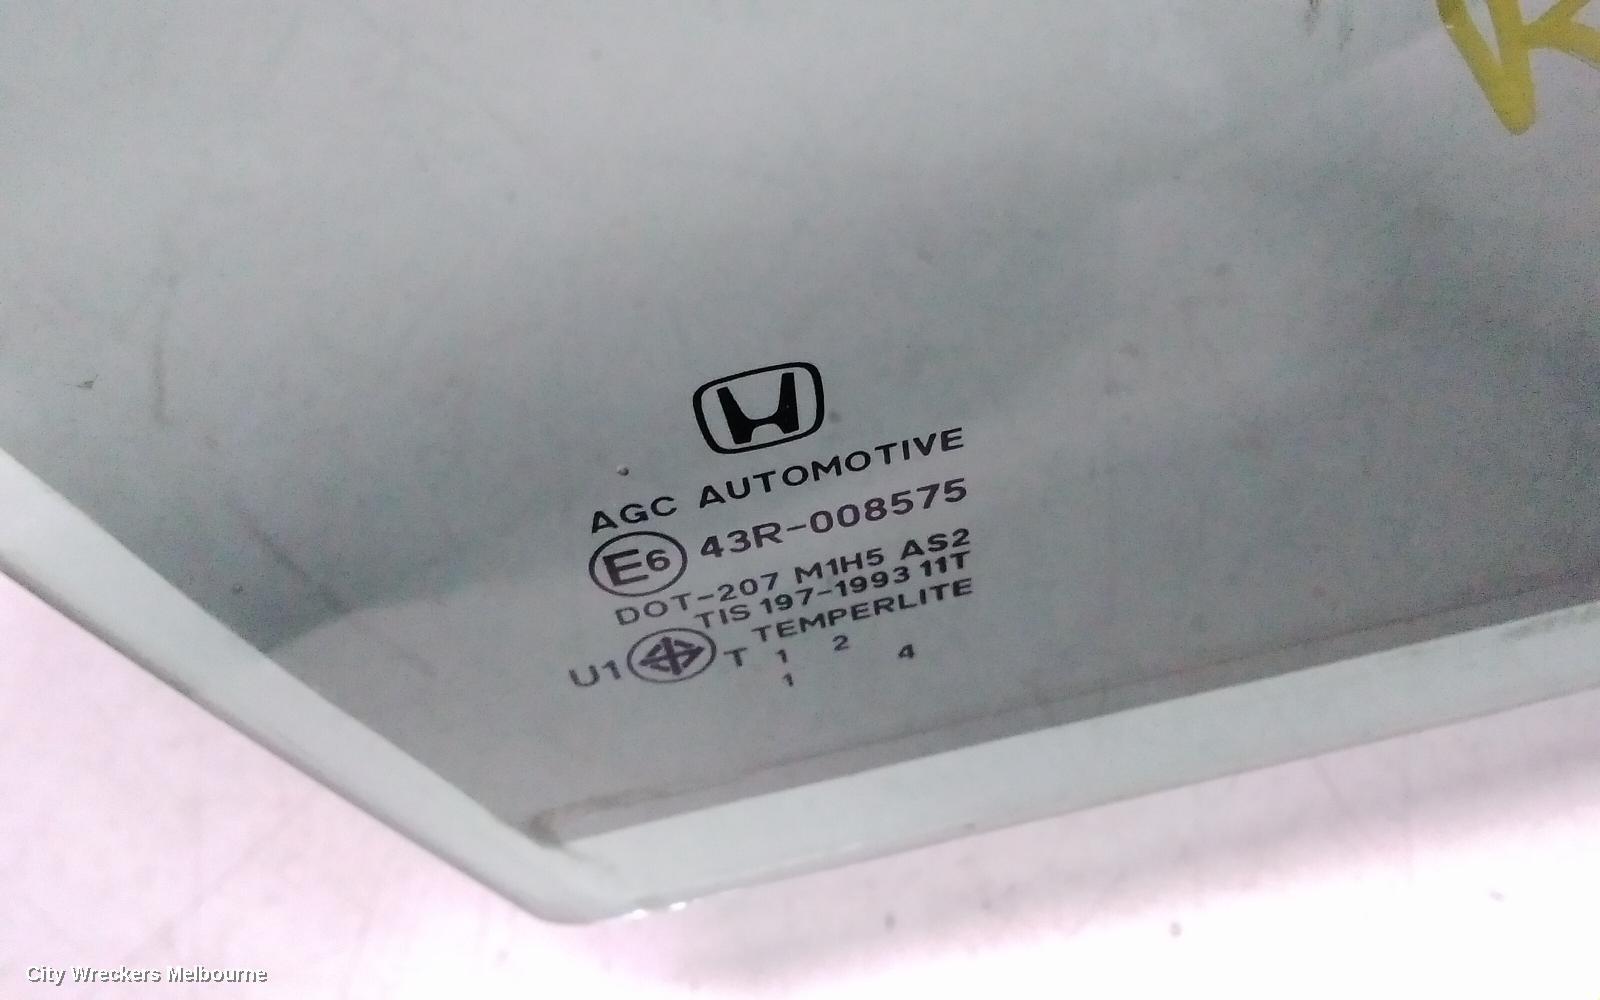 AGC AUTOMOTIVE
E6 43R-008575
DOT-207 M1H5 AS2
TIS 197-1993 11T
TEMPERLITE
U1 T 1 2 4
1
City Wreckers Melbourne